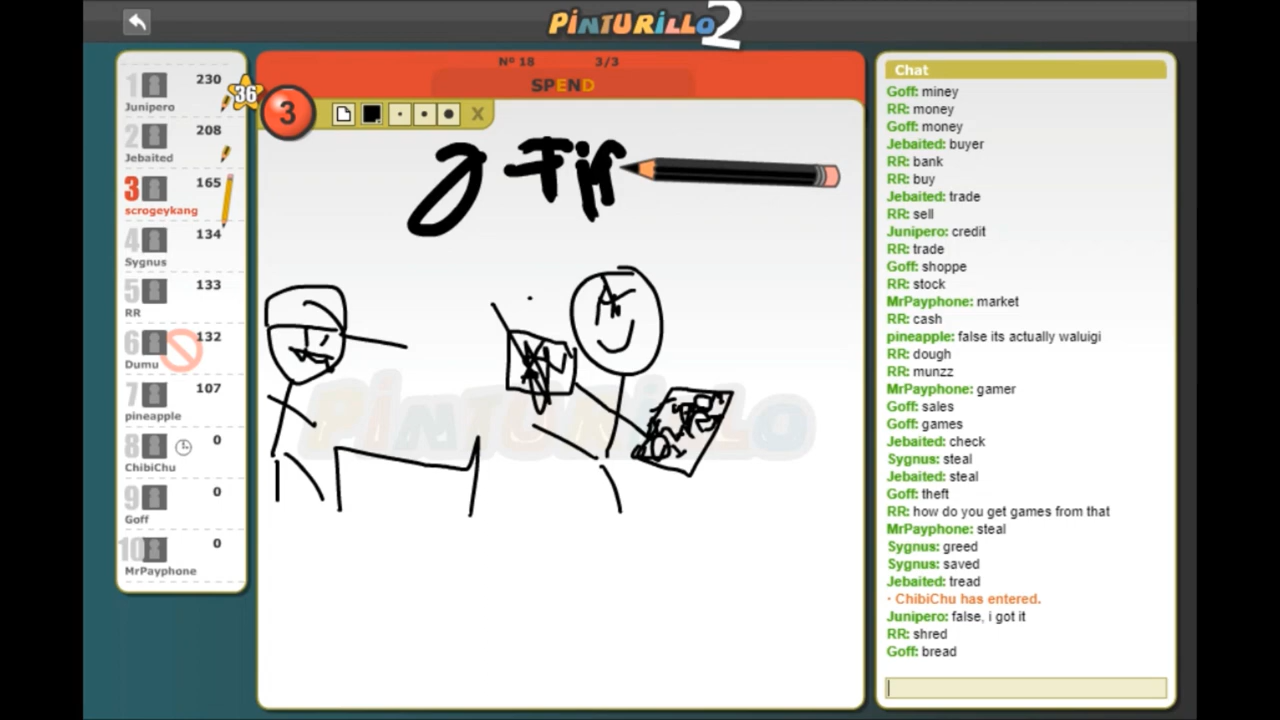 PINTURILLO 2
1 Junipero 230
36
2 Jebaited 208
3 scrogeykang 165
4 Sygnus 134
5 RR 133
6 Dumu 132
7 pineapple 107
8 ChibiChu 0
9 Goff 0
10 MrPayphone 0
Nº 18 3/3
SPEND
3
X
PINTURILLO
Chat
Goff: miney
RR: money
Goff: money
Jebaited: buyer
RR: bank
RR: buy
Jebaited: trade
RR: sell
Junipero: credit
RR: trade
Goff: shoppe
RR: stock
MrPayphone: market
RR: cash
pineapple: false its actually waluigi
RR: dough
RR: munzz
MrPayphone: gamer
Goff: sales
Goff: games
Jebaited: check
Sygnus: steal
Jebaited: steal
Goff: theft
RR: how do you get games from that
MrPayphone: steal
Sygnus: greed
Sygnus: saved
Jebaited: tread
· ChibiChu has entered.
Junipero: false, i got it
RR: shred
Goff: bread